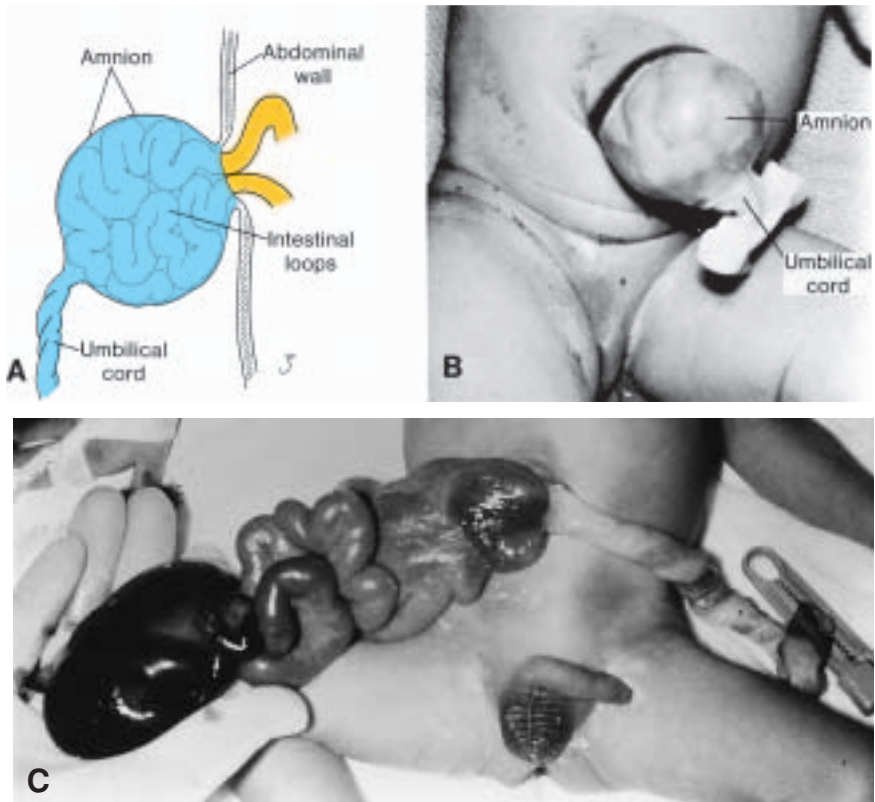 Amnion
Abdominal
wall
Intestinal
loops
Umbilical
cord
3
A
Amnion
Umbilical
cord
B
C